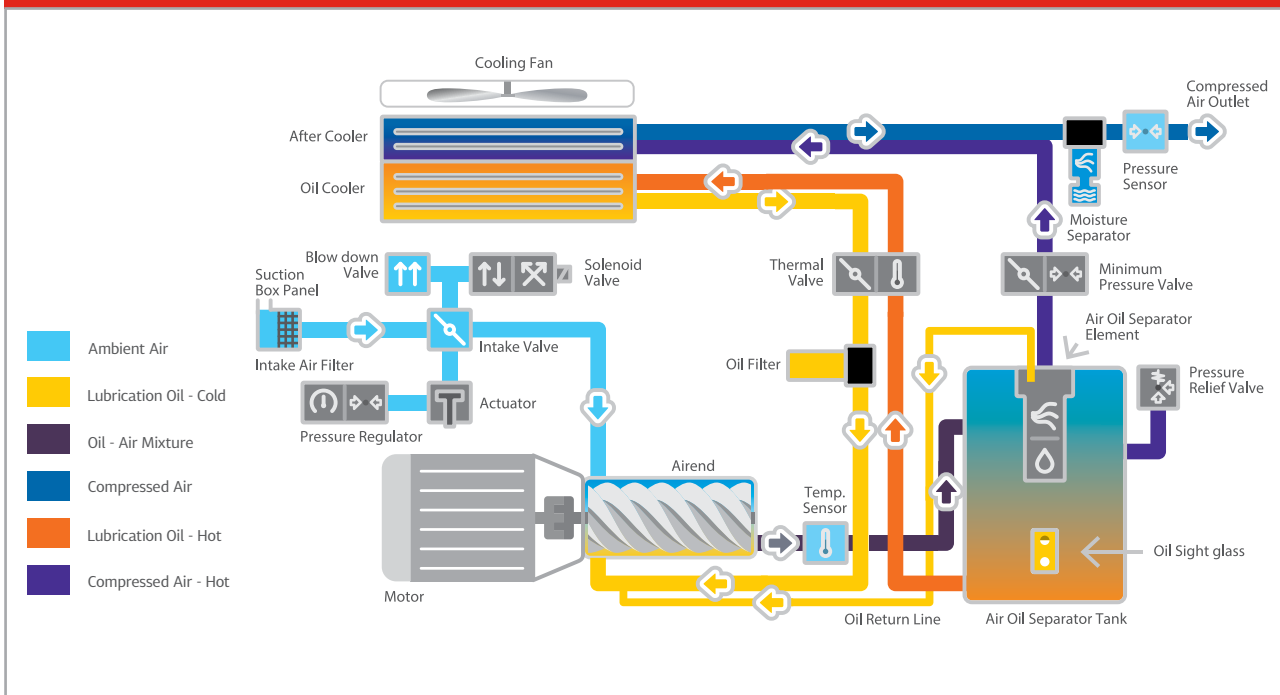 Cooling Fan
Compressed
Air Outlet
After Cooler
Oil Cooler
Pressure
Sensor
Moisture
Separator
Blow down
Valve
Solenoid
Valve
Suction
Box Panel
Thermal
Valve
Minimum
Pressure Valve
Air Oil Separator
Element
Intake Valve
Intake Air Filter
Oil Filter
Pressure
Relief Valve
Actuator
Pressure Regulator
Airend
Temp.
Sensor
Oil Sight glass
Motor
Oil Return Line
Air Oil Separator Tank
Ambient Air
Lubrication Oil - Cold
Oil - Air Mixture
Compressed Air
Lubrication Oil - Hot
Compressed Air - Hot